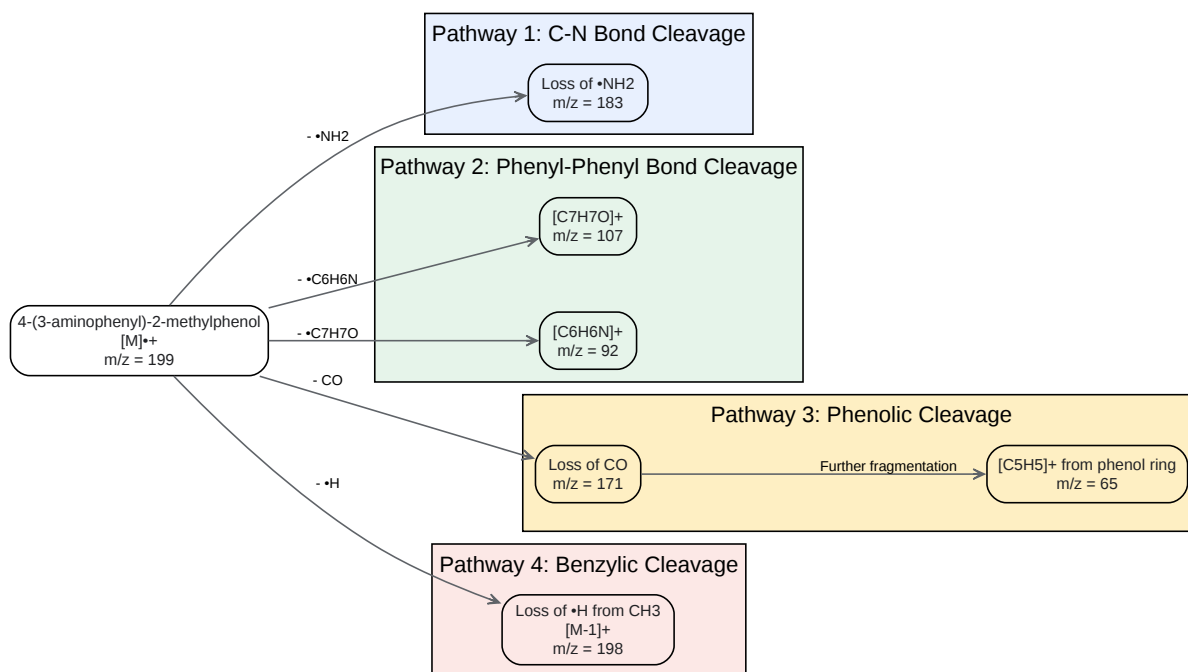 Pathway 1: C-N Bond Cleavage
Loss of •NH2
m/z = 183
- •NH2
Pathway 2: Phenyl-Phenyl Bond Cleavage
[C7H7O]+
m/z = 107
- •C6H6N
4-(3-aminophenyl)-2-methylphenol
[M]•+
m/z = 199
- •C7H7O
[C6H6N]+
m/z = 92
- CO
Pathway 3: Phenolic Cleavage
Loss of CO
m/z = 171
Further fragmentation
[C5H5]+ from phenol ring
m/z = 65
- •H
Pathway 4: Benzylic Cleavage
Loss of •H from CH3
[M-1]+
m/z = 198